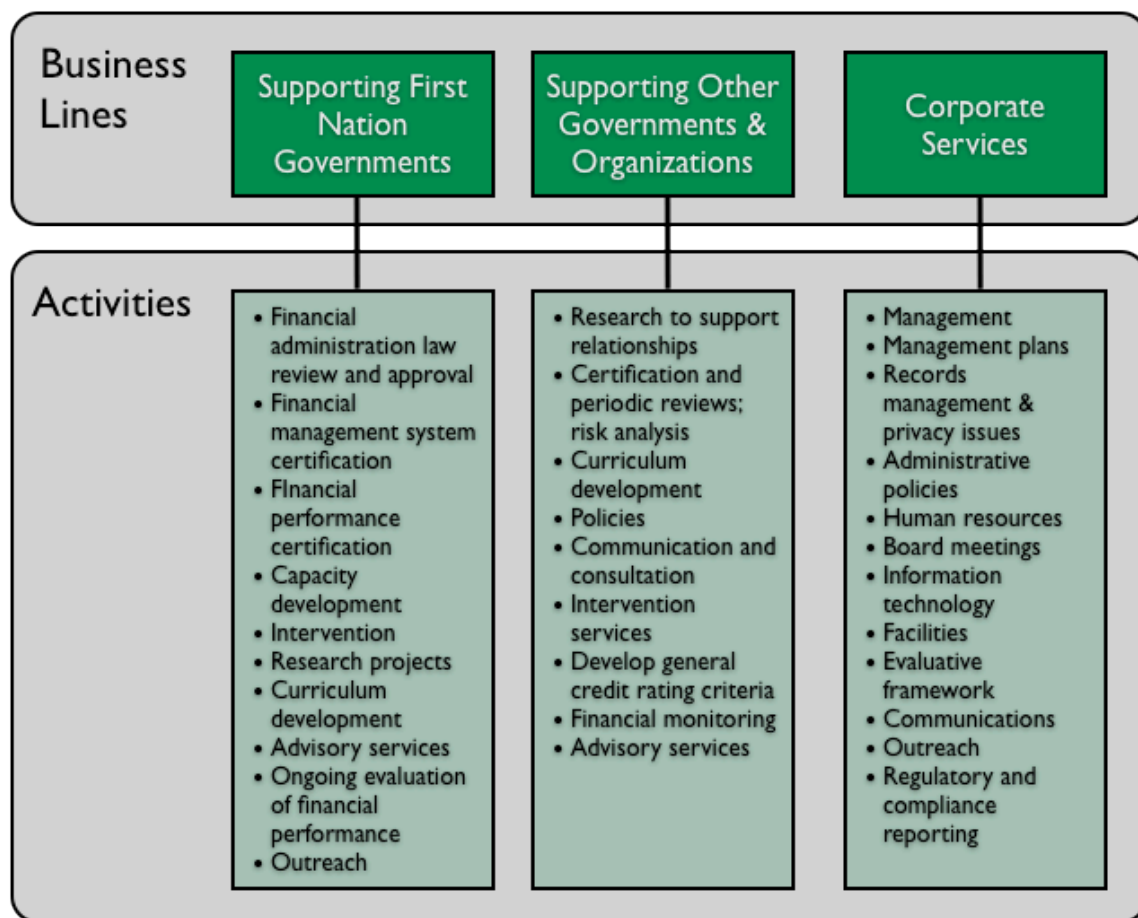 Business
Lines
Supporting First
Nation
Governments
Supporting Other
Governments &
Organizations
Corporate
Services
Activities
• Financial
administration law
review and approval
• Financial
management system
certification
• FInancial
performance
certification
• Capacity
development
• Intervention
• Research projects
• Curriculum
development
• Advisory services
• Ongoing evaluation
of financial
performance
• Outreach
• Research to support
relationships
• Certification and
periodic reviews;
risk analysis
• Curriculum
development
• Policies
• Communication and
consultation
• Intervention
services
• Develop general
credit rating criteria
• Financial monitoring
• Advisory services
• Management
• Management plans
• Records
management &
privacy issues
• Administrative
policies
• Human resources
• Board meetings
• Information
technology
• Facilities
• Evaluative
framework
• Communications
• Outreach
• Regulatory and
compliance
reporting